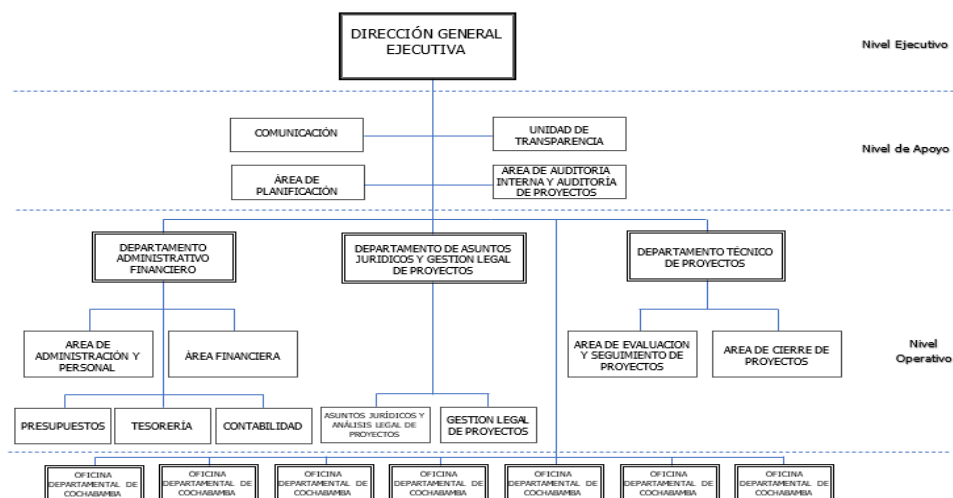 DIRECCIÓN GENERAL
EJECUTIVA
Nivel Ejecutivo
COMUNICACIÓN
UNIDAD DE
TRANSPARENCIA
Nivel de Apoyo
ÁREA DE
PLANIFICACIÓN
AREA DE AUDITORIA
INTERNA Y AUDITORÍA
DE PROYECTOS
DEPARTAMENTO
ADMINISTRATIVO
FINANCIERO
DEPARTAMENTO DE ASUNTOS
JURIDICOS Y GESTION LEGAL
DE PROYECTOS
DEPARTAMENTO TÉCNICO
DE PROYECTOS
AREA DE
ADMINISTRACIÓN Y
PERSONAL
ÁREA FINANCIERA
AREA DE EVALUACION
Y SEGUIMIENTO DE
PROYECTOS
AREA DE CIERRE DE
PROYECTOS
Nivel
Operativo
PRESUPUESTOS
TESORERÍA
CONTABILIDAD
ASUNTOS JURÍDICOS Y
ANÁLISIS LEGAL DE
PROYECTOS
GESTION LEGAL
DE PROYECTOS
OFICINA
DEPARTAMENTAL DE
COCHABAMBA
OFICINA
DEPARTAMENTAL DE
COCHABAMBA
OFICINA
DEPARTAMENTAL DE
COCHABAMBA
OFICINA
DEPARTAMENTAL DE
COCHABAMBA
OFICINA
DEPARTAMENTAL DE
COCHABAMBA
OFICINA
DEPARTAMENTAL DE
COCHABAMBA
OFICINA
DEPARTAMENTAL DE
COCHABAMBA